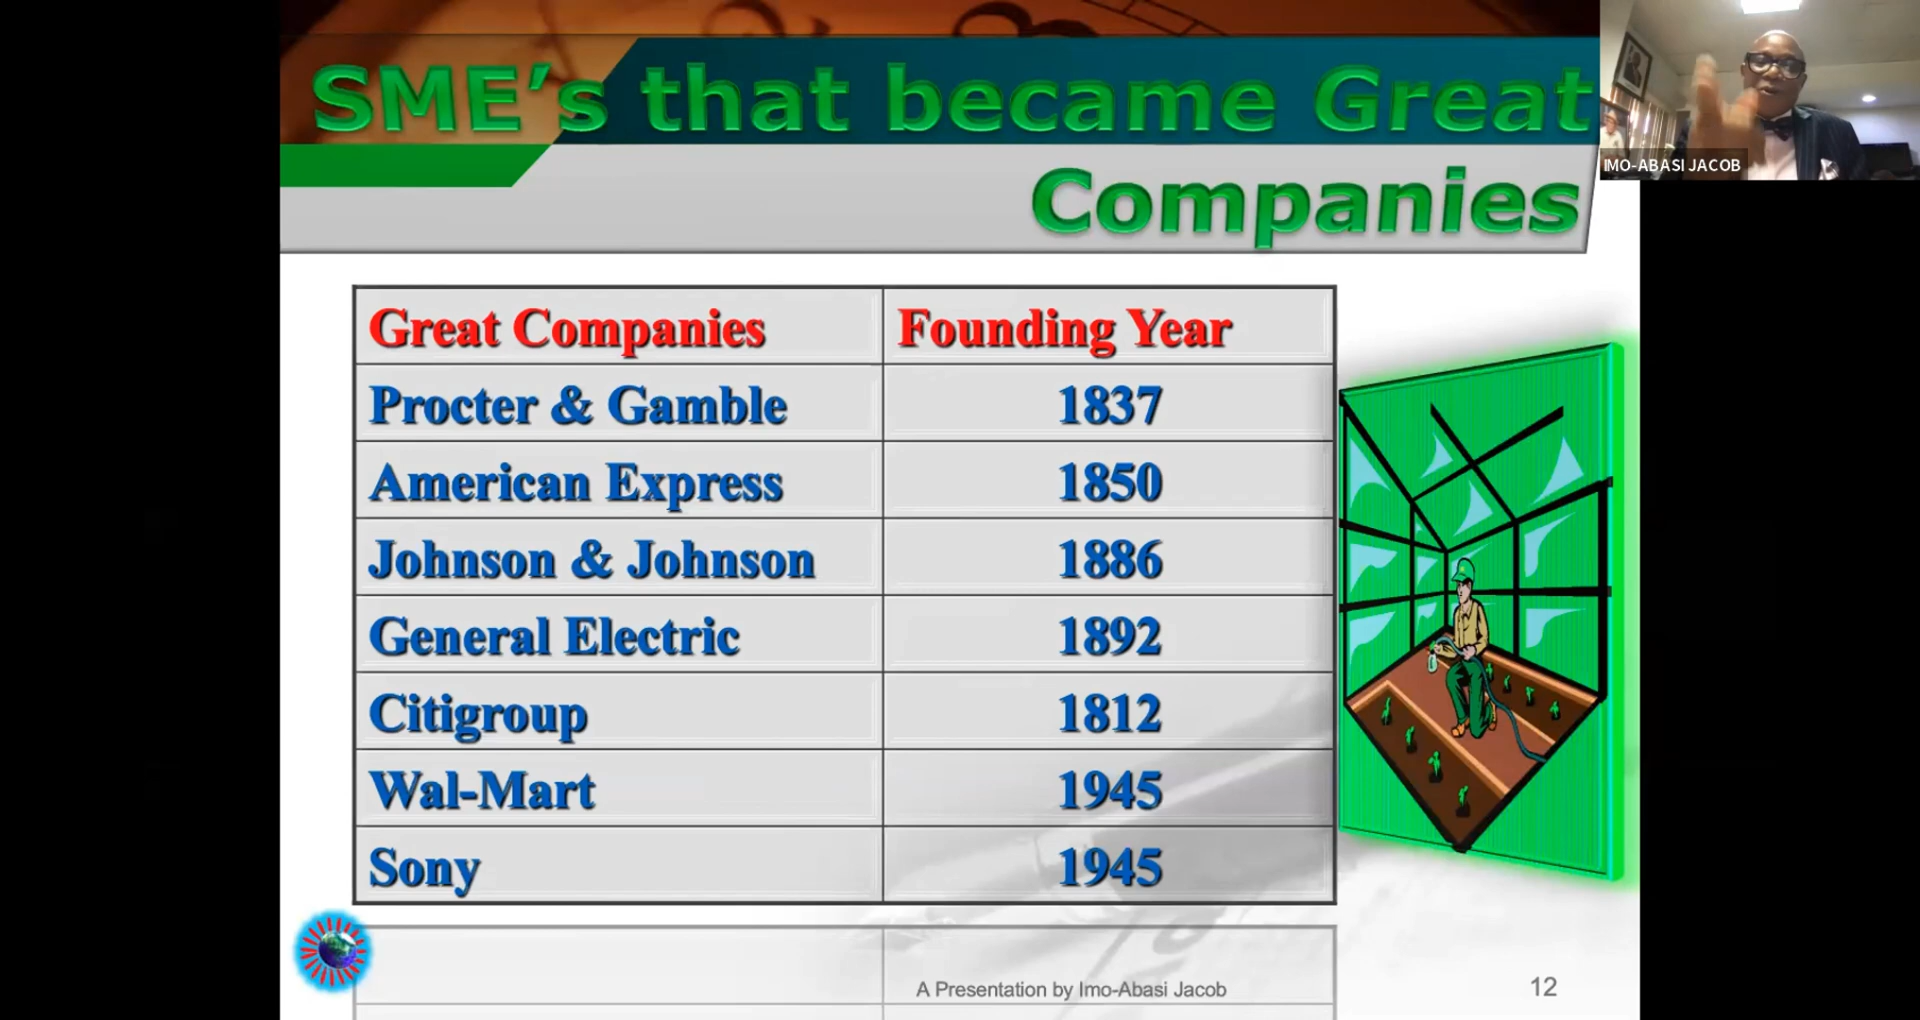 SME's that became Great
Companies
IMO-ABASI JACOB
Great Companies Founding Year
Procter & Gamble 1837
American Express 1850
Johnson & Johnson 1886
General Electric 1892
Citigroup 1812
Wal-Mart 1945
Sony 1945
A Presentation by Imo-Abasi Jacob
12